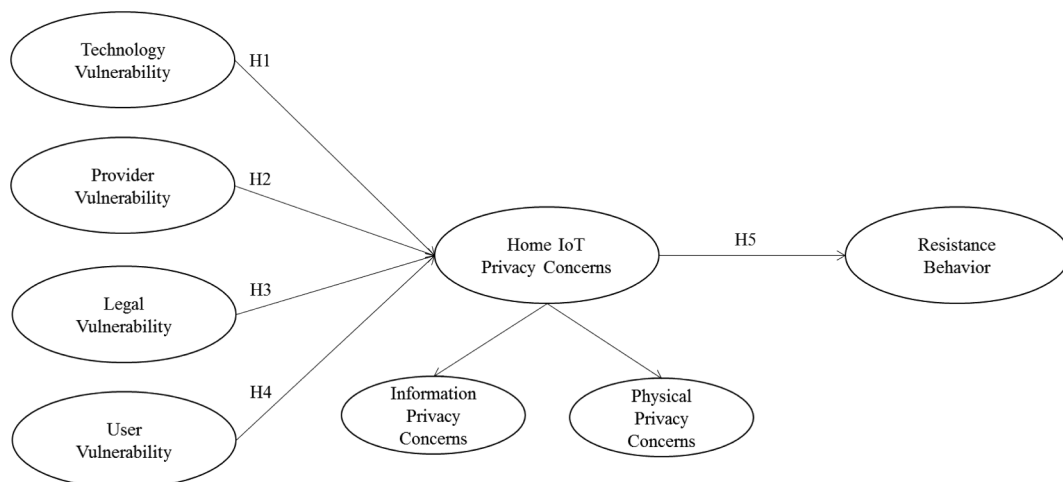 Technology
Vulnerability
H1
Provider
Vulnerability
H2
Home IoT
Privacy Concerns
H5
Resistance
Behavior
Legal
Vulnerability
H3
User
Vulnerability
H4
Information
Privacy
Concerns
Physical
Privacy
Concerns